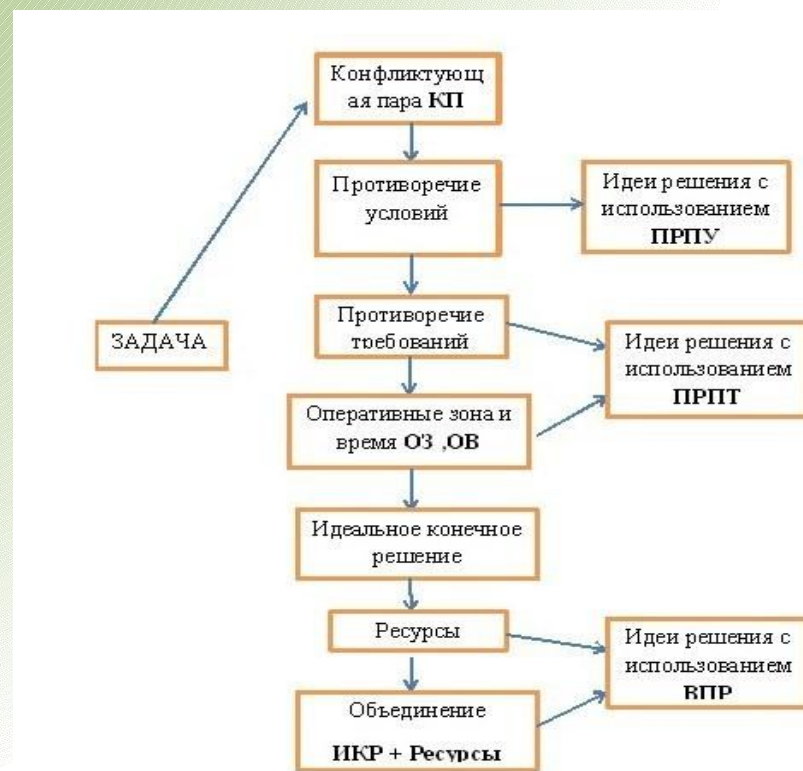 Конфликтующ
ая пара КП
Противоречие
условий
Идеи решения с
использованием
ПРПУ
Противоречие
требований
ЗАДАЧА
Идеи решения с
использованием
ПРПТ
Оперативные зона и
время ОЗ ,ОВ
Идеальное конечное
решение
Ресурсы
Идеи решения с
использованием
ВПР
Объединение
ИКР + Ресурсы